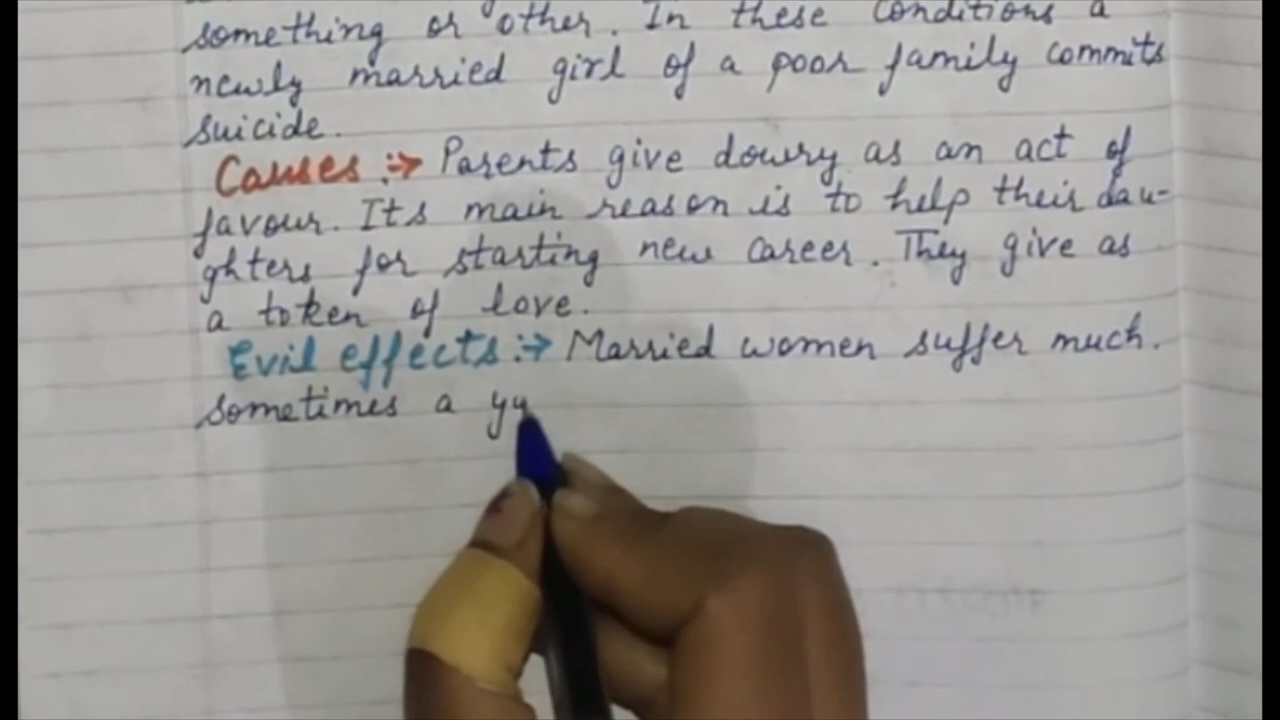 something or other. In these conditions a
newly married girl of a poor family commits
suicide.
Causes :→ Parents give dowry as an act of
favour. Its main reason is to help their dau-
ghters for starting new career. They give as
a token of love.
Evil effects :→ Married women suffer much.
sometimes a